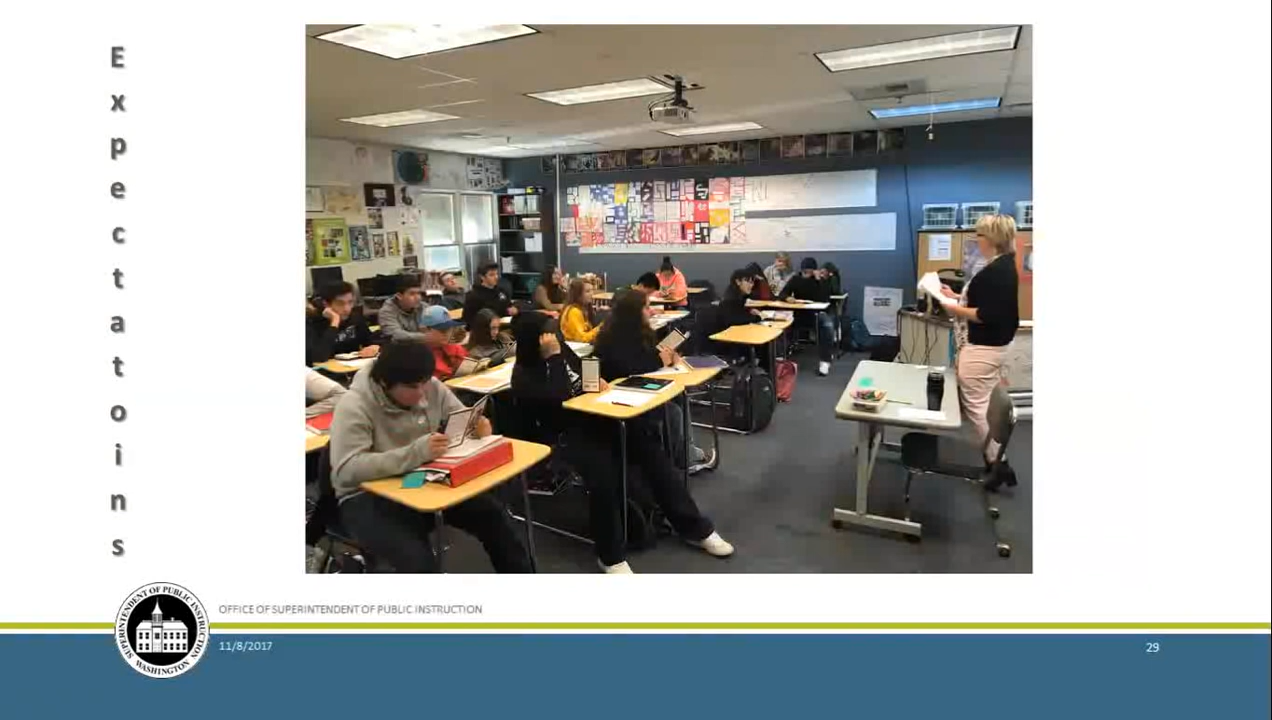 Expectatoins
SUPERINTENDENT OF PUBLIC INSTRUCTION
WASHINGTON
OFFICE OF SUPERINTENDENT OF PUBLIC INSTRUCTION
11/8/2017
29